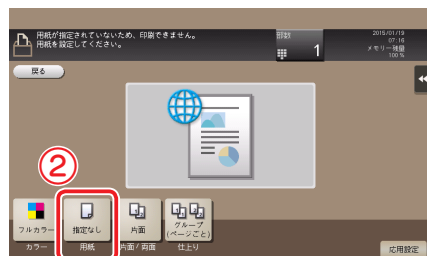 用紙が指定されていないため、印刷できません。
用紙を設定してください。
部数
1
2015/01/19
07:16
メモリー残量
100 %
戻る
②
フルカラー
指定なし
片面
グループ
(ページごと)
カラー
用紙
片面/両面
仕上り
応用設定